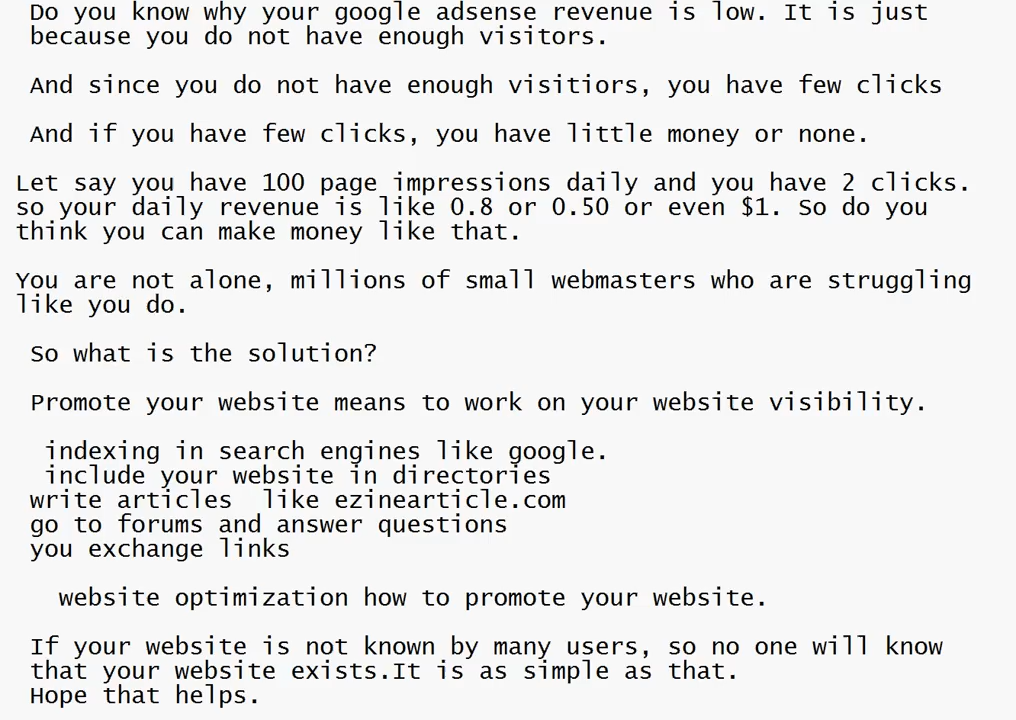 Do you know why your google adsense revenue is low. It is just
because you do not have enough visitors.
And since you do not have enough visitiors, you have few clicks
And if you have few clicks, you have little money or none.
Let say you have 100 page impressions daily and you have 2 clicks.
so your daily revenue is like 0.8 or 0.50 or even $1. So do you
think you can make money like that.
You are not alone, millions of small webmasters who are struggling
like you do.
So what is the solution?
Promote your website means to work on your website visibility.
indexing in search engines like google.
include your website in directories
write articles  like ezinearticle.com
go to forums and answer questions
you exchange links
website optimization how to promote your website.
If your website is not known by many users, so no one will know
that your website exists.It is as simple as that.
Hope that helps.